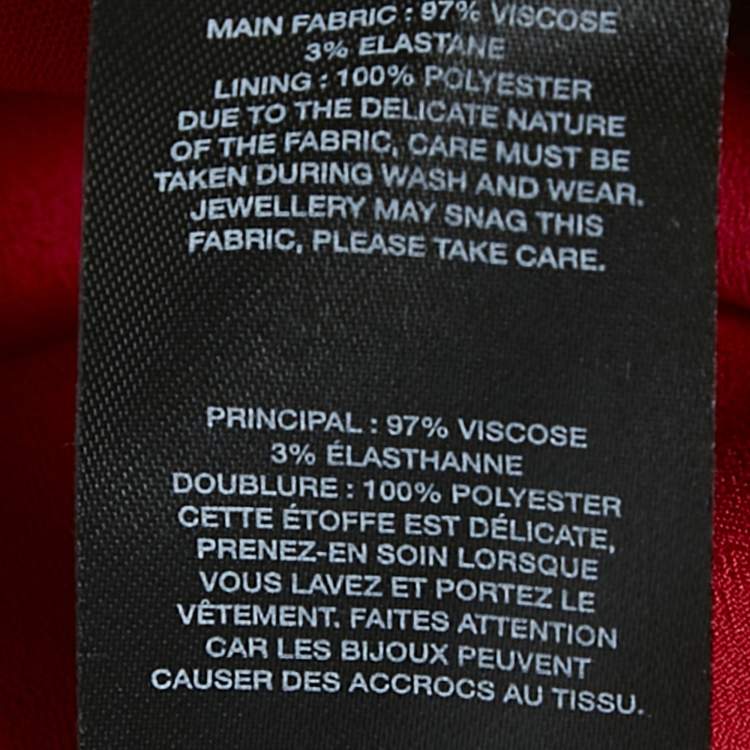 MAIN FABRIC : 97% VISCOSE
3% ELASTANE
LINING : 100% POLYESTER
DUE TO THE DELICATE NATURE
OF THE FABRIC, CARE MUST BE
TAKEN DURING WASH AND WEAR.
JEWELLERY MAY SNAG THIS
FABRIC, PLEASE TAKE CARE.
PRINCIPAL : 97% VISCOSE
3% ÉLASTHANNE
DOUBLURE : 100% POLYESTER
CETTE ÉTOFFE EST DÉLICATE,
PRENEZ-EN SOIN LORSQUE
VOUS LAVEZ ET PORTEZ LE
VÊTEMENT. FAITES ATTENTION
CAR LES BIJOUX PEUVENT
CAUSER DES ACCROCS AU TISSU.